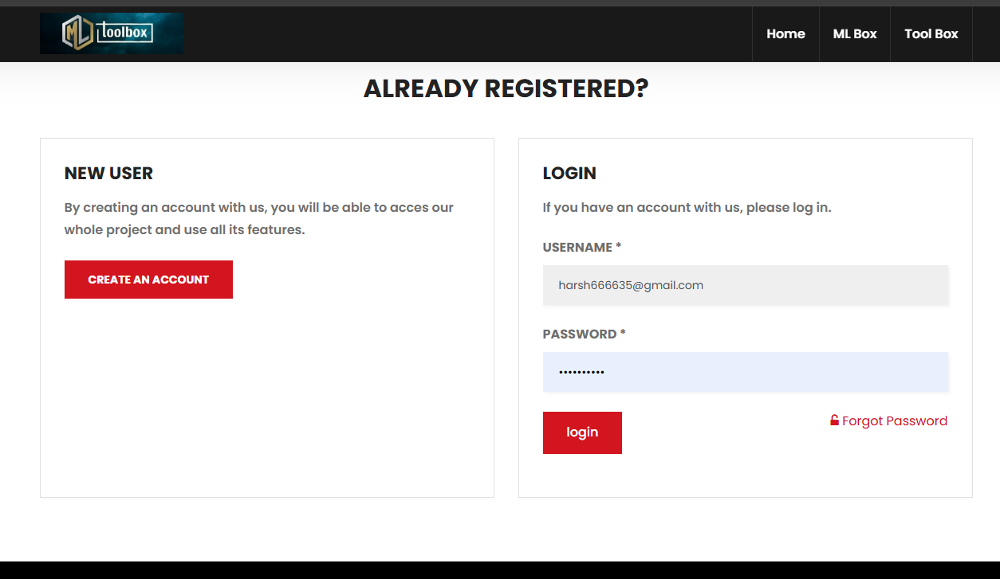 ML toolbox
Home
ML Box
Tool Box
ALREADY REGISTERED?
NEW USER
By creating an account with us, you will be able to acces our
whole project and use all its features.
CREATE AN ACCOUNT
LOGIN
If you have an account with us, please log in.
USERNAME *
harsh666635@gmail.com
PASSWORD *
••••••••••
login
Forgot Password